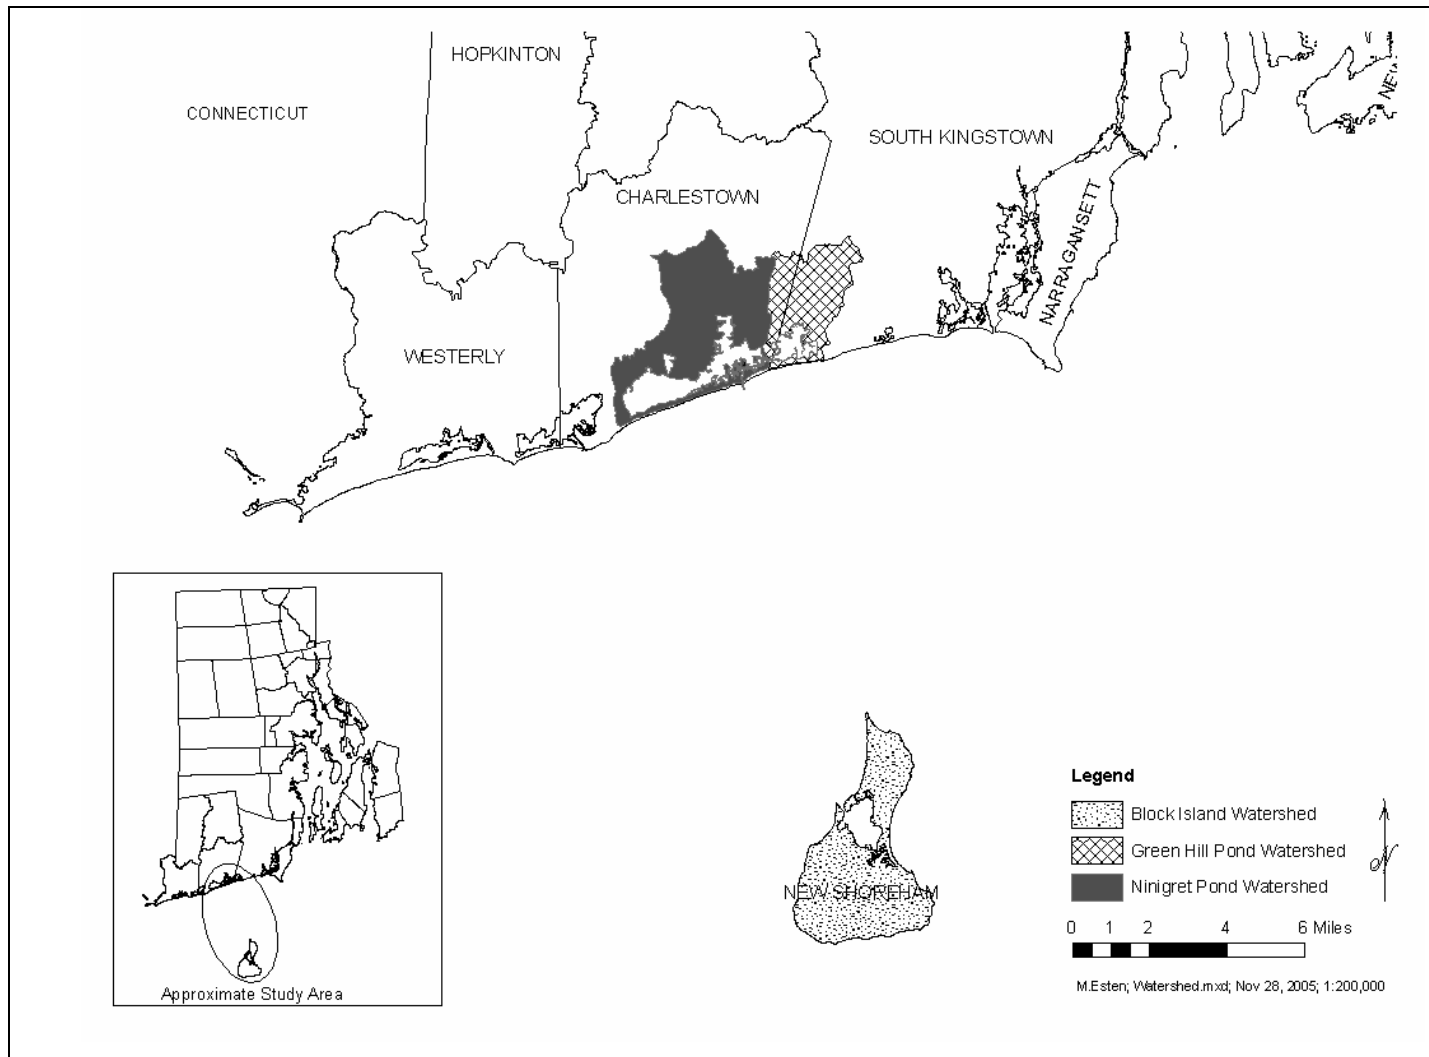 HOPKINTON
CONNECTICUT
SOUTH KINGSTOWN
CHARLESTOWN
NARRAGANSETT
WESTERLY
Legend
Block Island Watershed
Green Hill Pond Watershed
Ninigret Pond Watershed
NEW SHOREHAM
0 1 2 4 6 Miles
M.Esten; Watershed.mxd; Nov 28, 2005; 1:200,000
Approximate Study Area
N